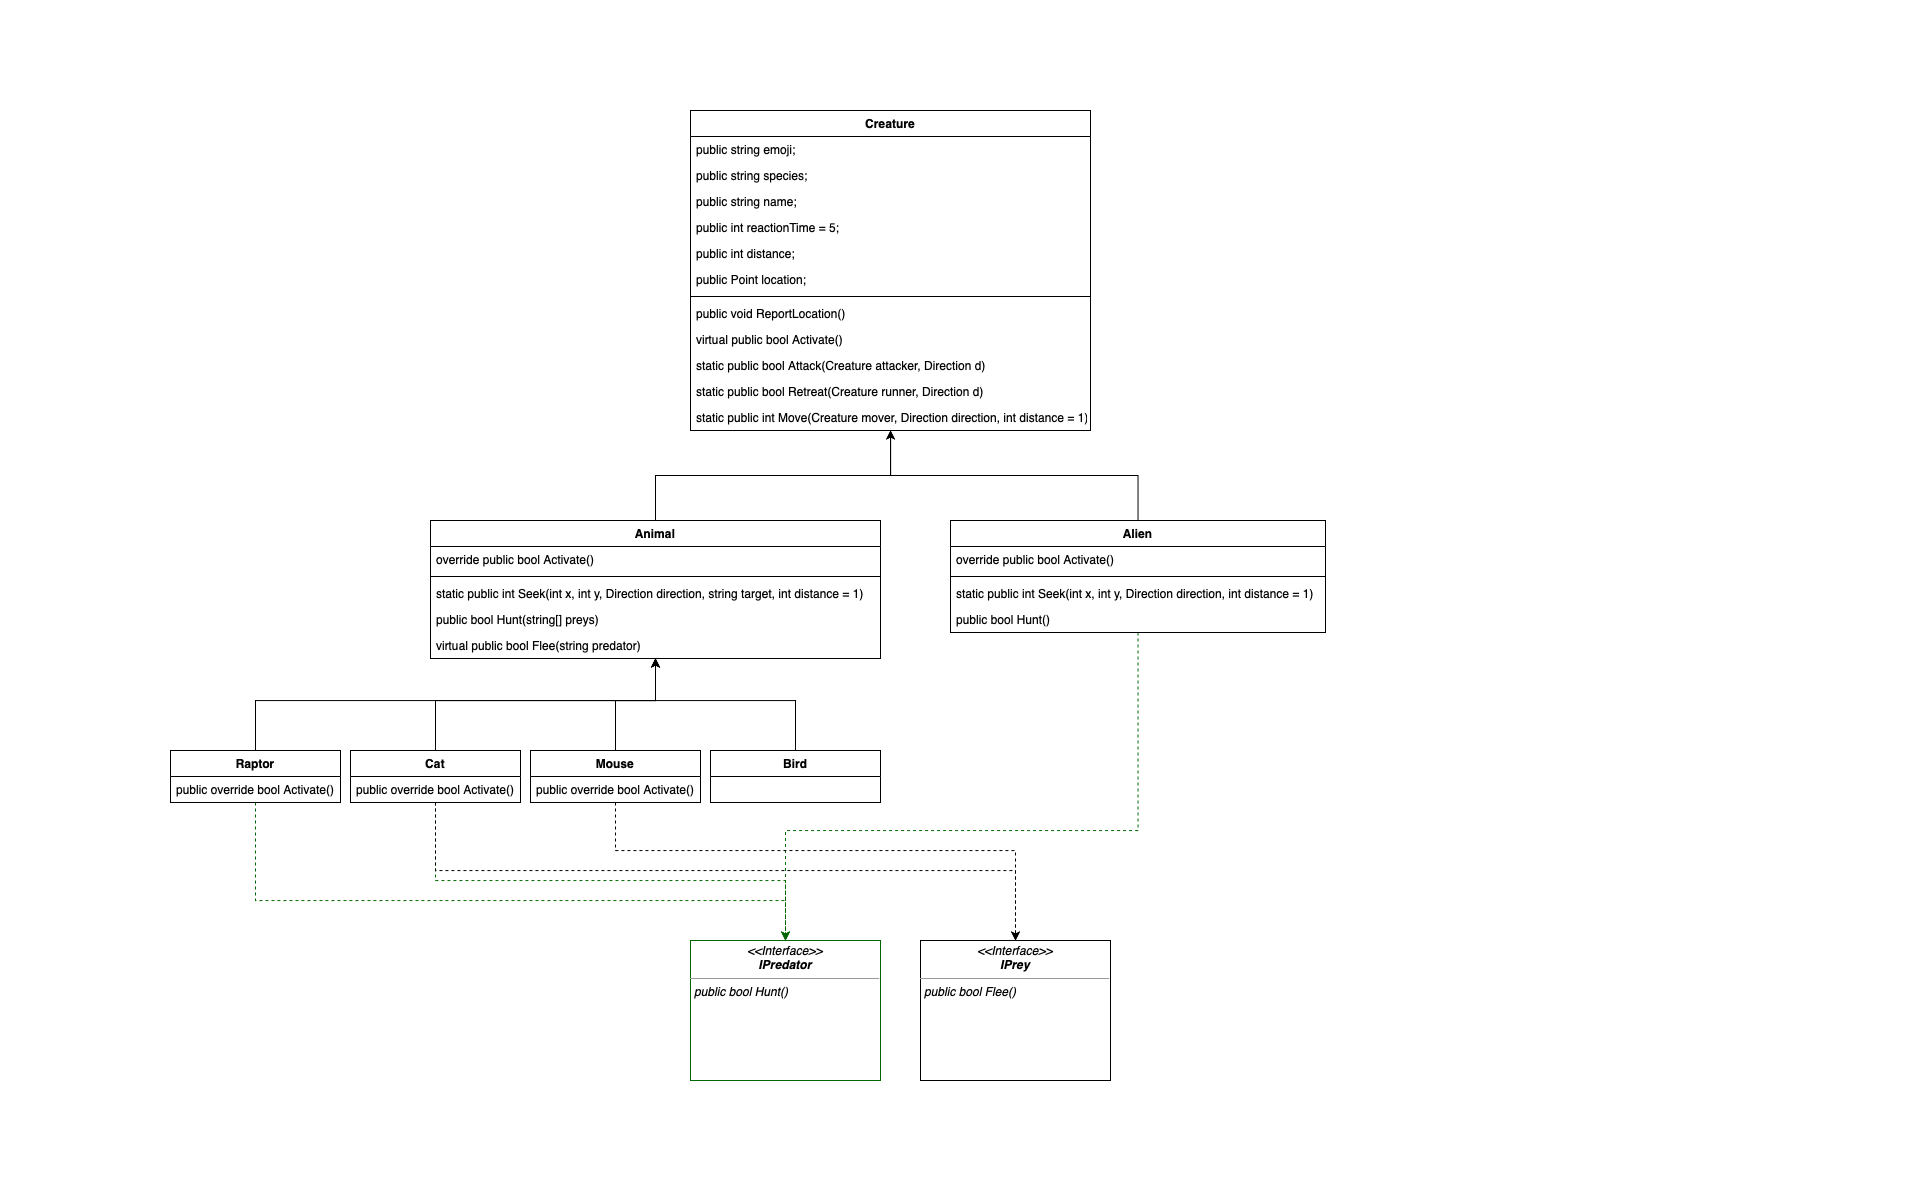 Creature
public string emoji;
public string species;
public string name;
public int reactionTime = 5;
public int distance;
public Point location;
public void ReportLocation()
virtual public bool Activate()
static public bool Attack(Creature attacker, Direction d)
static public bool Retreat(Creature runner, Direction d)
static public int Move(Creature mover, Direction direction, int distance = 1)
Animal
override public bool Activate()
static public int Seek(int x, int y, Direction direction, string target, int distance = 1)
public bool Hunt(string[] preys)
virtual public bool Flee(string predator)
Alien
override public bool Activate()
static public int Seek(int x, int y, Direction direction, int distance = 1)
public bool Hunt()
Raptor
public override bool Activate()
Cat
public override bool Activate()
Mouse
public override bool Activate()
Bird
<<Interface>>
IPredator
public bool Hunt()
<<Interface>>
IPrey
public bool Flee()